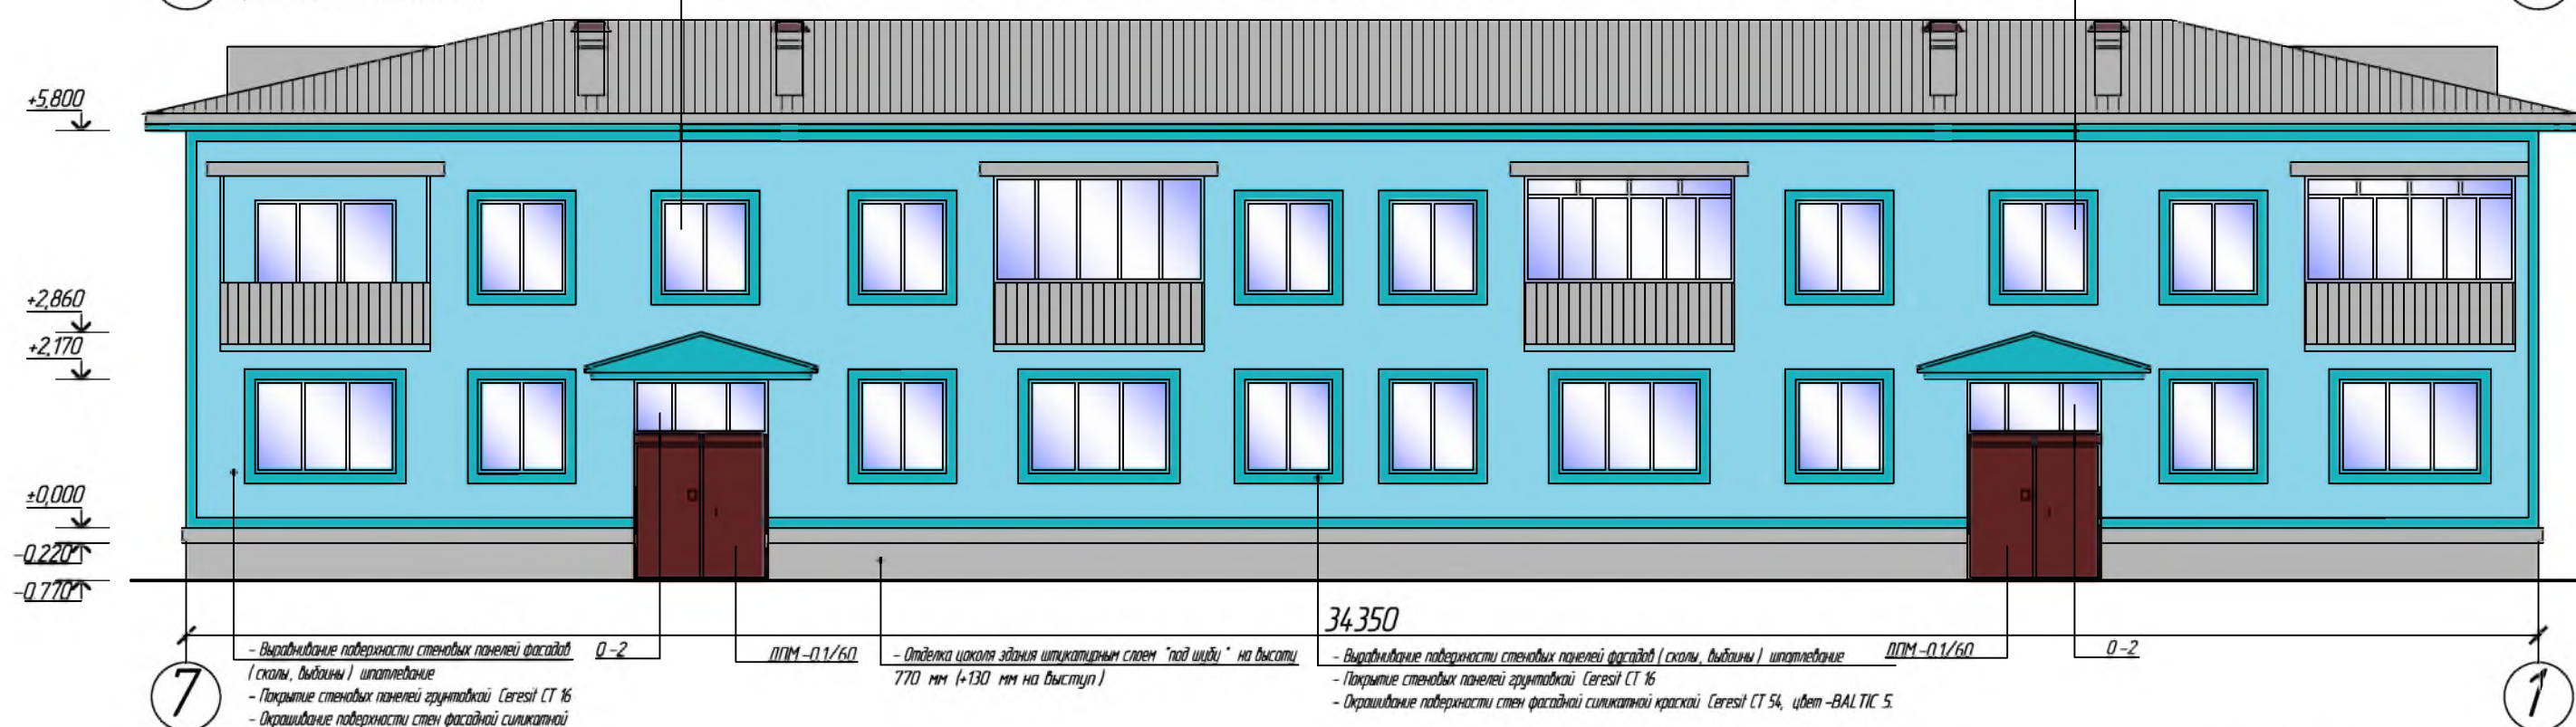 +5,800
+2,860
+2,170
±0,000
-0.220
-0.770
34350
- Выравнивание поверхности стеновых панелей фасадов
(сколы, выбоины) шпатлевание
- Покрытие стеновых панелей грунтовкой Ceresit CT 16
- Окрашивание поверхности стен фасадной силикатной
О-2
ДПМ-0.1/60
- Отделка цоколя здания штукатурным слоем "под шубу" на высоту
770 мм (+130 мм на выступ)
- Выравнивание поверхности стеновых панелей фасадов (сколы, выбоины) шпатлевание
- Покрытие стеновых панелей грунтовкой Ceresit CT 16
- Окрашивание поверхности стен фасадной силикатной краской Ceresit CT 54, цвет -BALTIC 5.
ДПМ-0.1/60
О-2
7
1